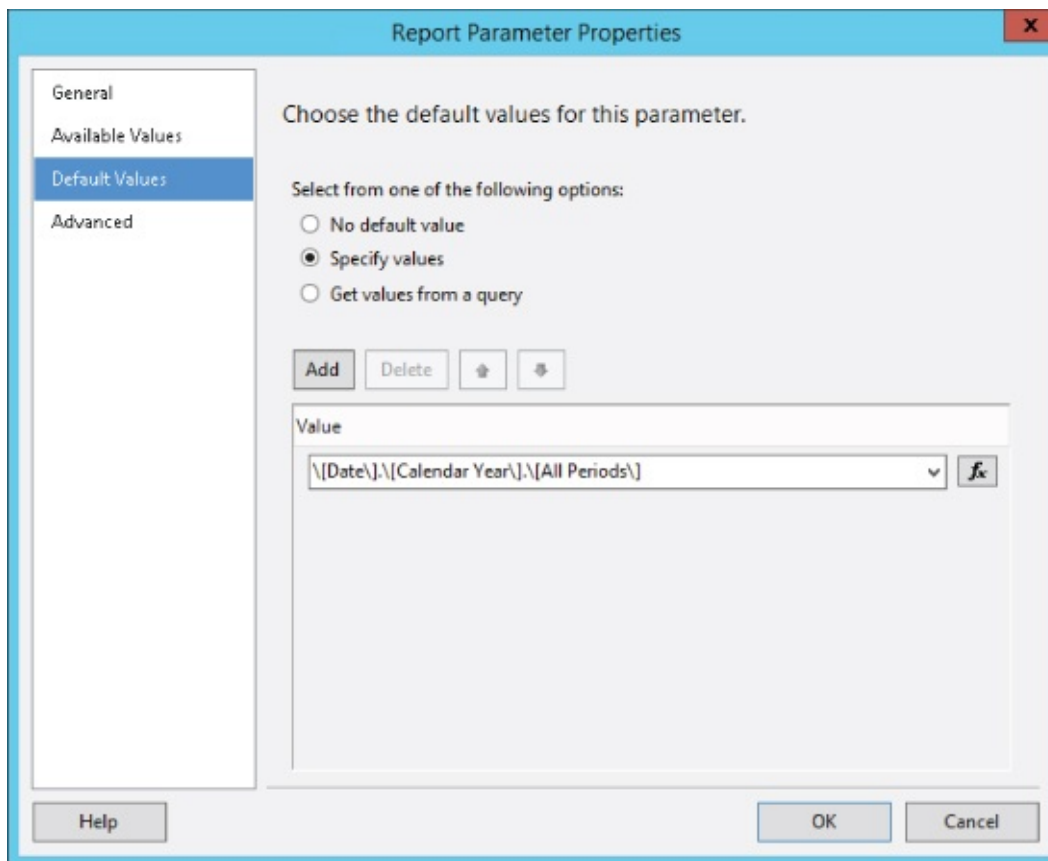 Report Parameter Properties
X
General
Available Values
Default Values
Advanced
Choose the default values for this parameter.
Select from one of the following options:
No default value
Specify values
Get values from a query
Add Delete
Value
\[Date\].\[Calendar Year\].\[All Periods\]
fx
Help OK Cancel